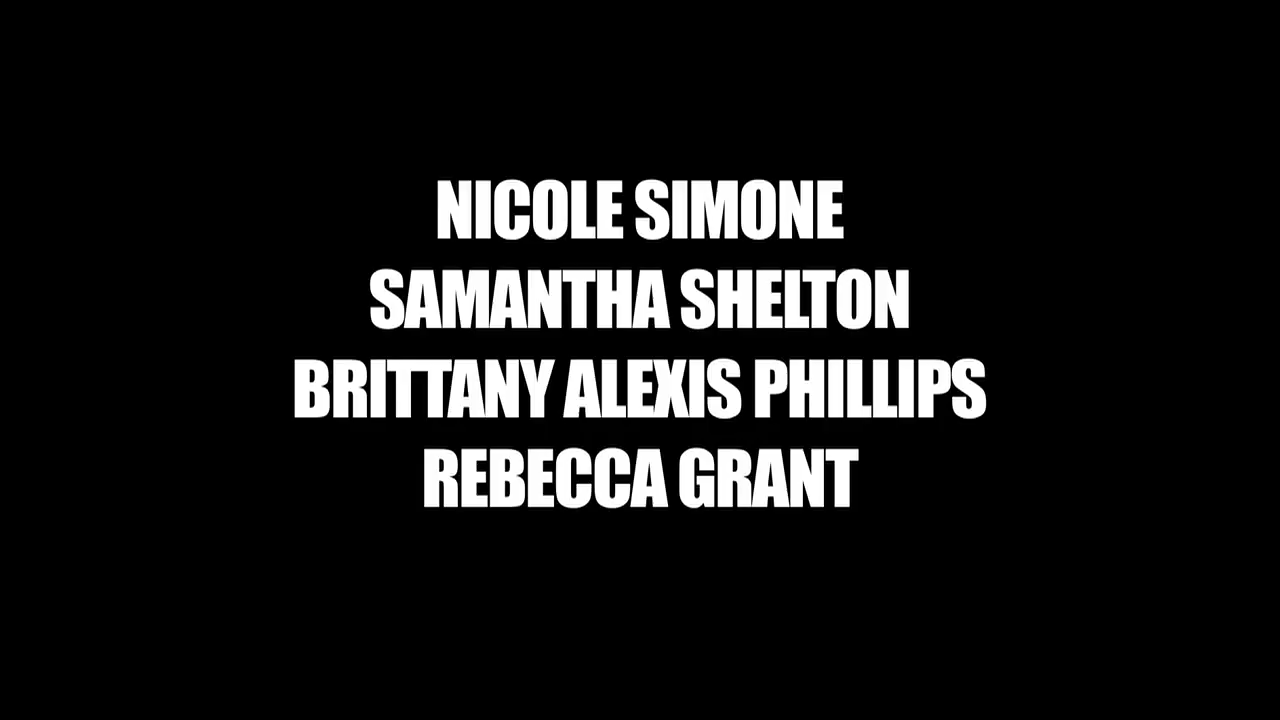 NICOLE SIMONE
SAMANTHA SHELTON
BRITTANY ALEXIS PHILLIPS
REBECCA GRANT